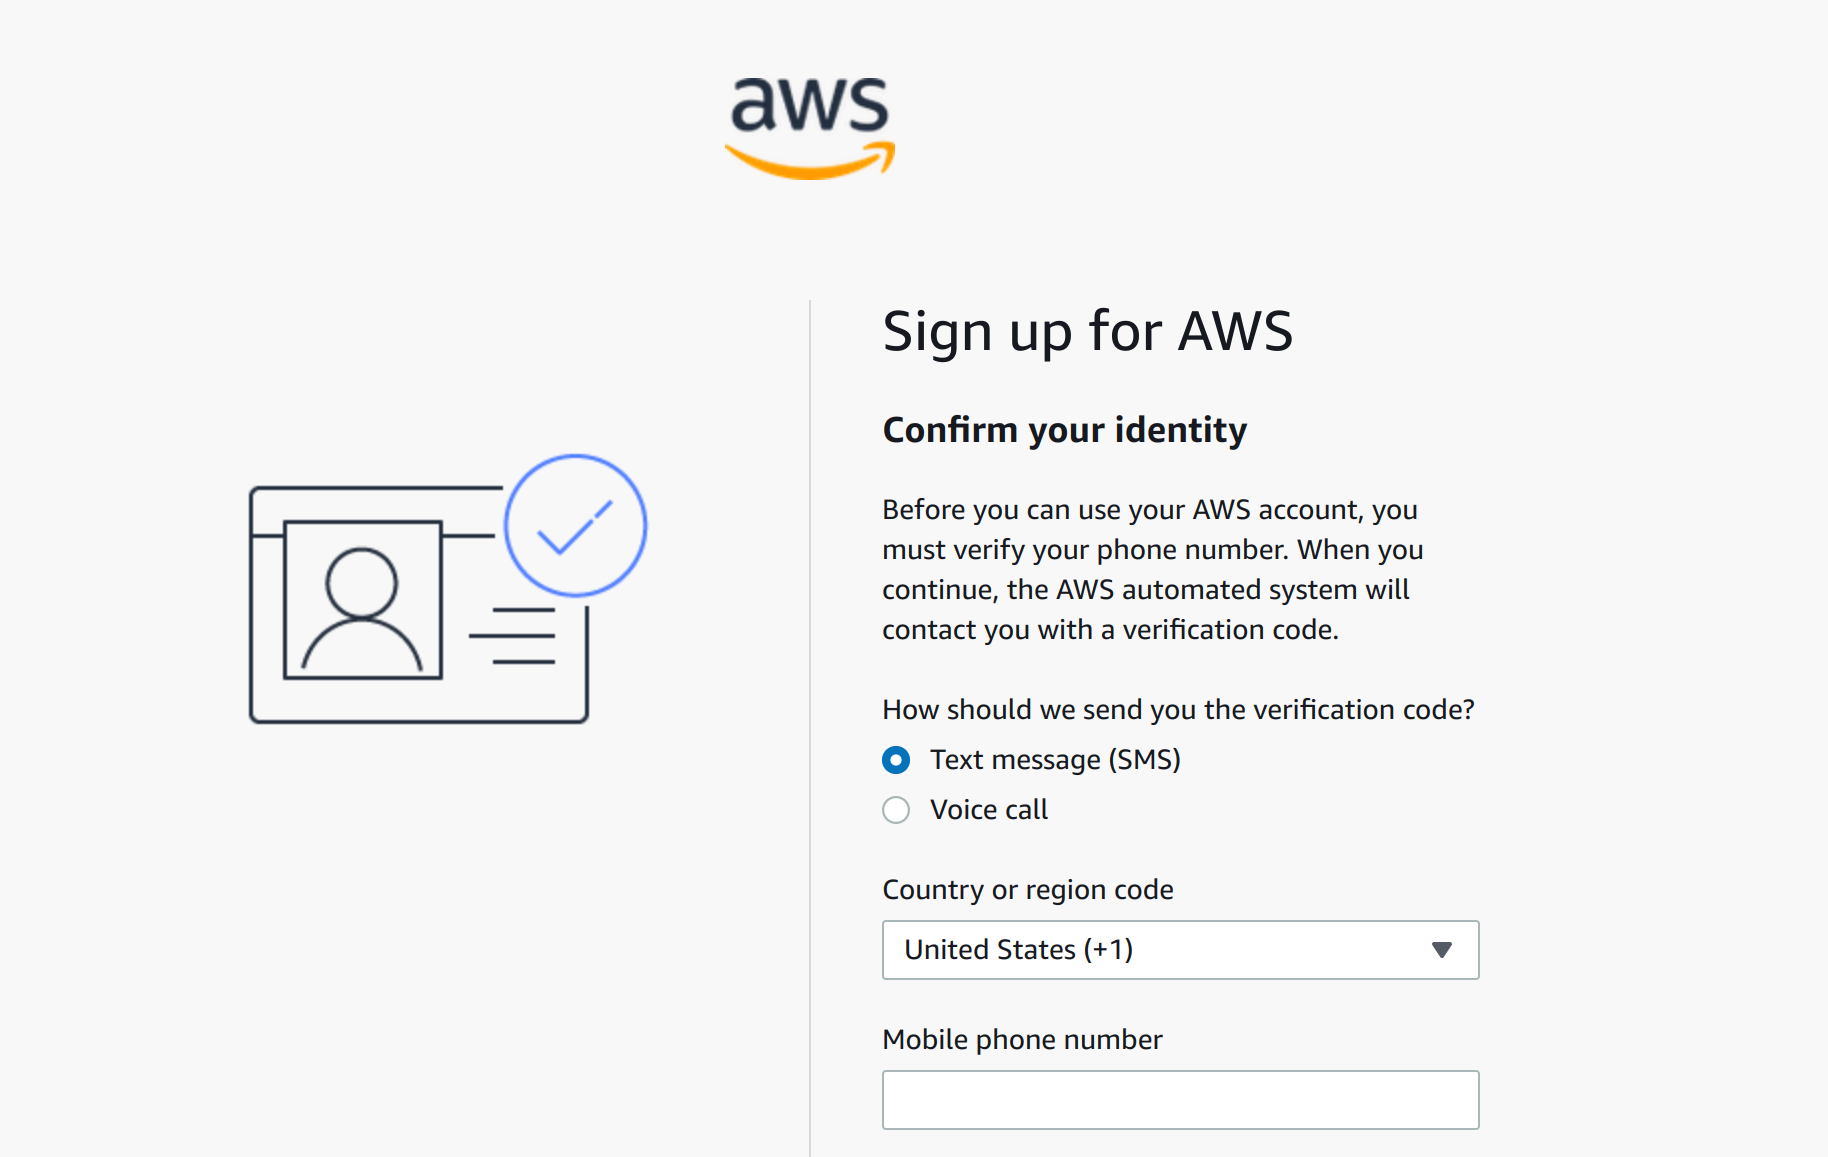 aws
Sign up for AWS
Confirm your identity
Before you can use your AWS account, you
must verify your phone number. When you
continue, the AWS automated system will
contact you with a verification code.
How should we send you the verification code?
Text message (SMS)
Voice call
Country or region code
United States (+1)
Mobile phone number